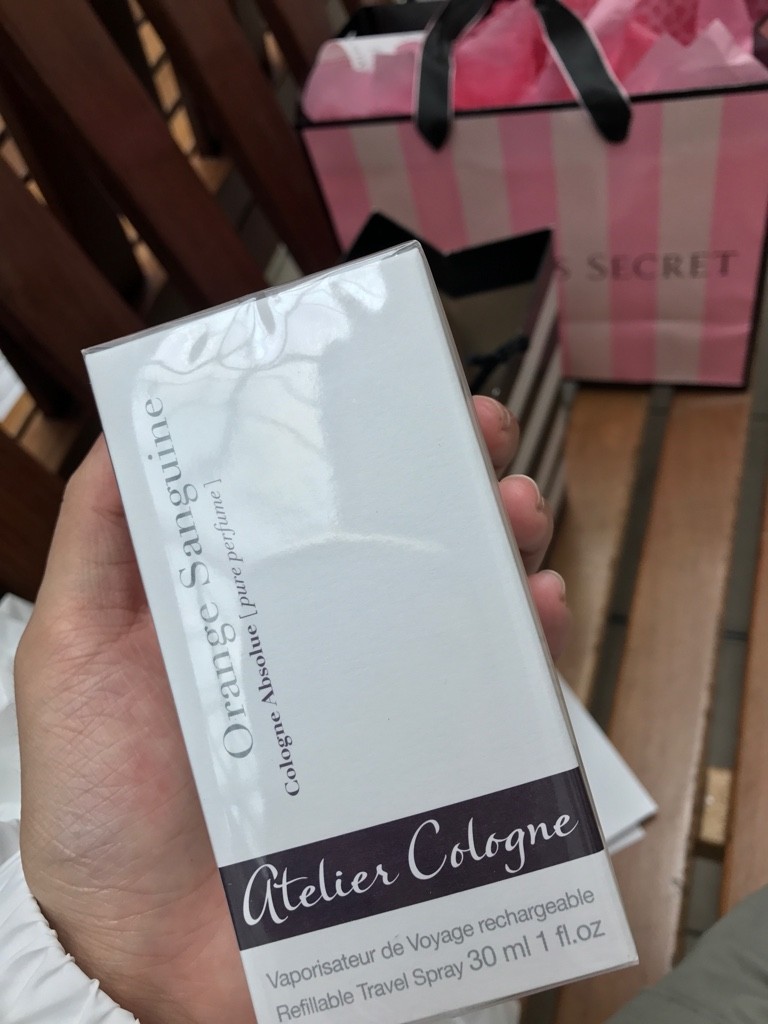 S SECRET
Orange Sanguine
Cologne Absolue [pure perfume]
Atelier Cologne
Vaporisateur de Voyage rechargeable
Refillable Travel Spray 30 ml 1 fl.oz